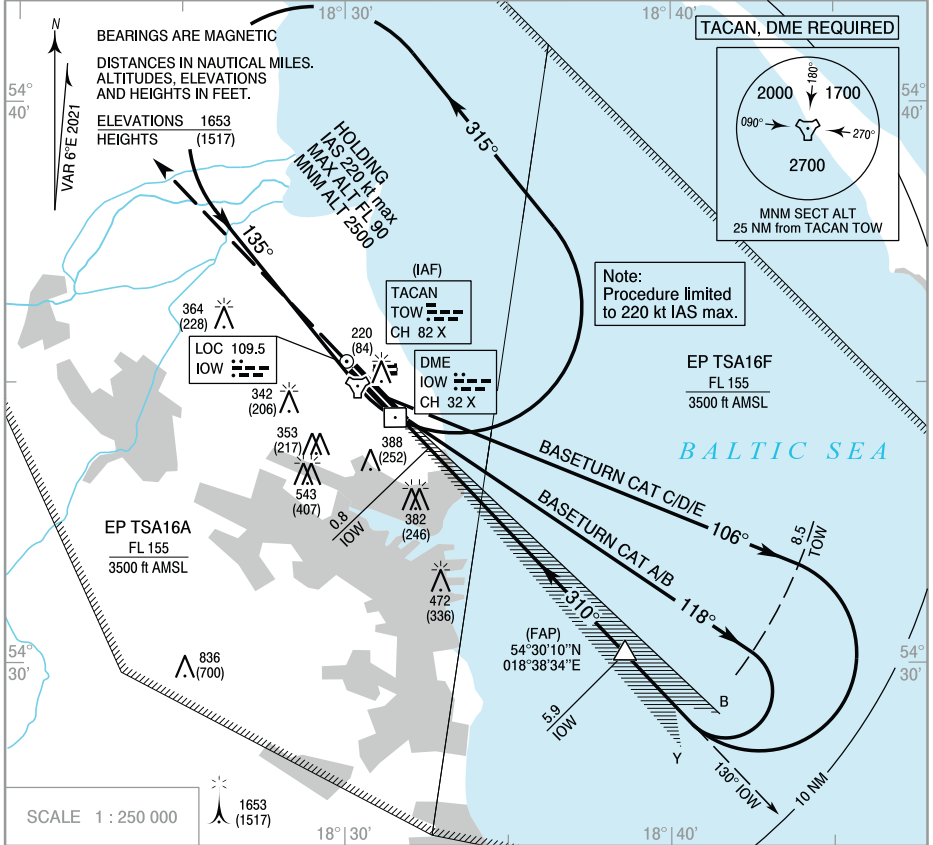 18° 30'
18° 40'
N
VAR 6°E 2021
BEARINGS ARE MAGNETIC
DISTANCES IN NAUTICAL MILES.
ALTITUDES, ELEVATIONS
AND HEIGHTS IN FEET.
ELEVATIONS 1653
HEIGHTS (1517)
54°
40'
TACAN, DME REQUIRED
180°
2000
1700
090°
270°
2700
MNM SECT ALT
25 NM from TACAN TOW
54°
40'
315°
HOLDING
IAS 220 kt max
MAX ALT FL 90
MNM ALT 2500
135°
(IAF)
TACAN
TOW
CH 82 X
Note:
Procedure limited
to 220 kt IAS max.
364
(228)
LOC 109.5
IOW
220
(84)
DME
IOW
CH 32 X
EP TSA16F
FL 155
3500 ft AMSL
342
(206)
353
(217)
388
(252)
543
(407)
382
(246)
BALTIC SEA
BASETURN CAT C/D/E
106°
BASETURN CAT A/B
118°
8.5
TOW
0.8
IOW
EP TSA16A
FL 155
3500 ft AMSL
472
(336)
310°
(FAP)
54°30'10"N
018°38'34"E
54°
30'
54°
30'
836
(700)
5.9
IOW
B
Y
130° IOW
10 NM
1653
(1517)
SCALE 1 : 250 000
18° 30'
18° 40'